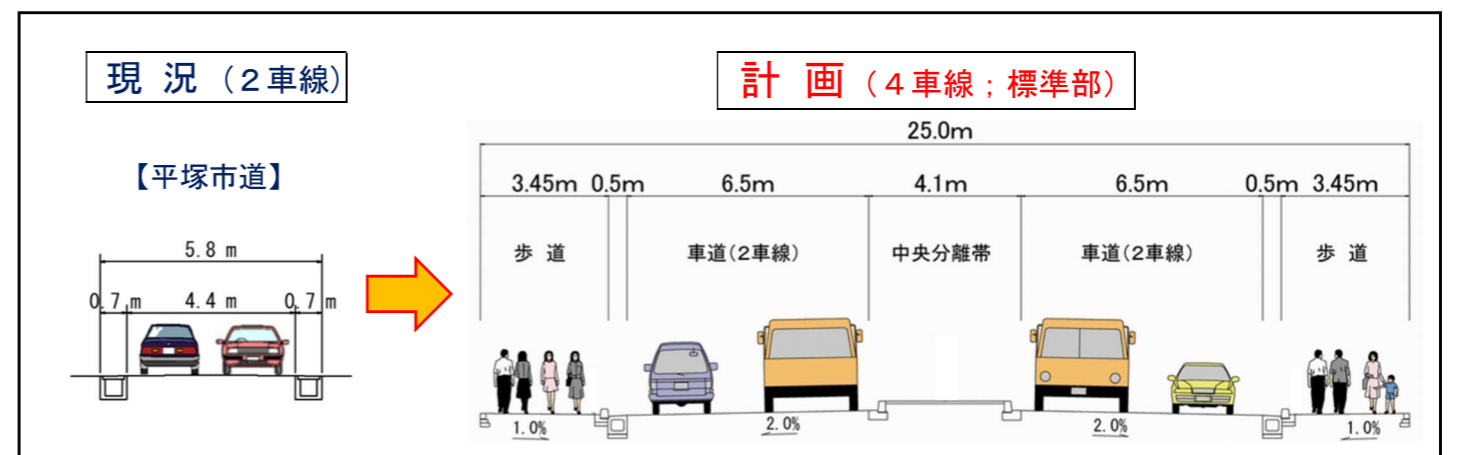 現 況（２車線）
計 画（４車線；標準部）
【平塚市道】
5.8 m
0.7 m 4.4 m 0.7 m
25.0m
3.45m 0.5m 6.5m 4.1m 6.5m 0.5m 3.45m
歩 道 車道(2車線) 中央分離帯 車道(2車線) 歩 道
1.0% 2.0% 2.0% 1.0%